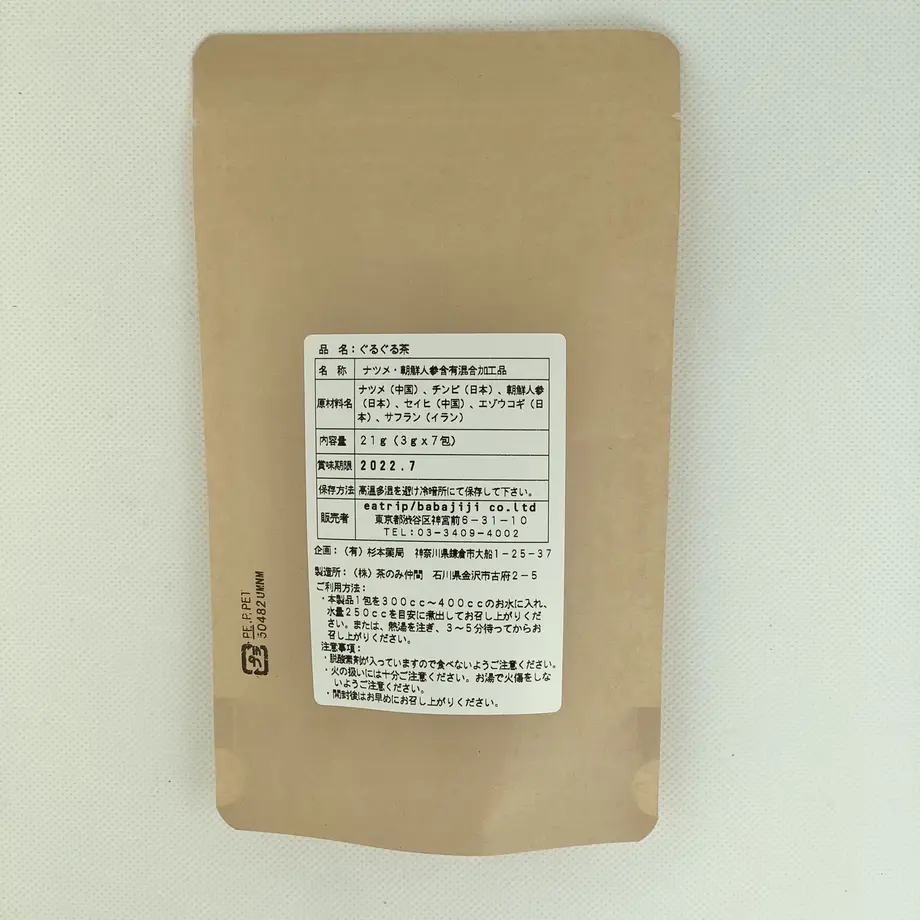 品 名：ぐるぐる茶
名 称 ナツメ・朝鮮人参含有混合加工品
原材料名 ナツメ（中国）、チンピ（日本）、朝鮮人参
（日本）、セイヒ（中国）、エゾウコギ（日
本）、サフラン（イラン）
内容量 21g（3gx7包）
賞味期限 2022.7
保存方法 高温多湿を避け冷暗所にて保存して下さい。
販売者 eatrip/babajiji co.ltd
東京都渋谷区神宮前6-31-10
TEL:03-3409-4002
企画：（有）杉本薬局 神奈川県鎌倉市大船1-25-37
製造所：（株）茶のみ仲間 石川県金沢市古府2-5
ご利用方法：
・本製品1包を300cc～400ccのお水に入れ、
水量250ccを目安に煮出してお召し上がりくだ
さい。または、熱湯を注ぎ、3～5分待ってからお
召し上がりください。
注意事項：
・脱酸素剤が入っていますので食べないようご注意ください。
・火の扱いには十分ご注意ください。お湯で火傷をしな
いようご注意ください。
・開封後はお早めにお召し上がりください。
プラ
PE.P.PET
50482UMNM